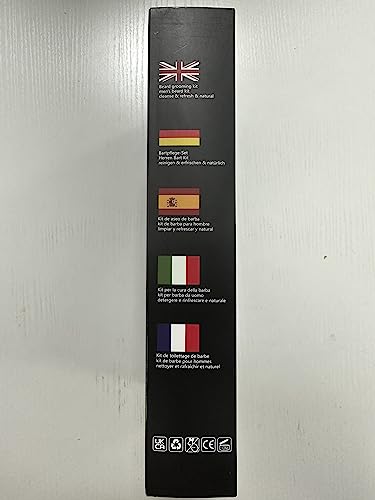 Beard grooming kit
men's beard kit
cleanse & refresh & natural
Bartpflege-Set
Herren Bart Kit
reinigen & erfrischen & natürlich
Kit de aseo de barba
kit de barba para hombre
limpiar y refrescar y natural
Kit per la cura della barba
kit per barba da uomo
detergere e rinfrescare e naturale
Kit de toilettage de barbe
kit de barbe pour hommes
nettoyer et rafraîchir et naturel
UK
CA
CE